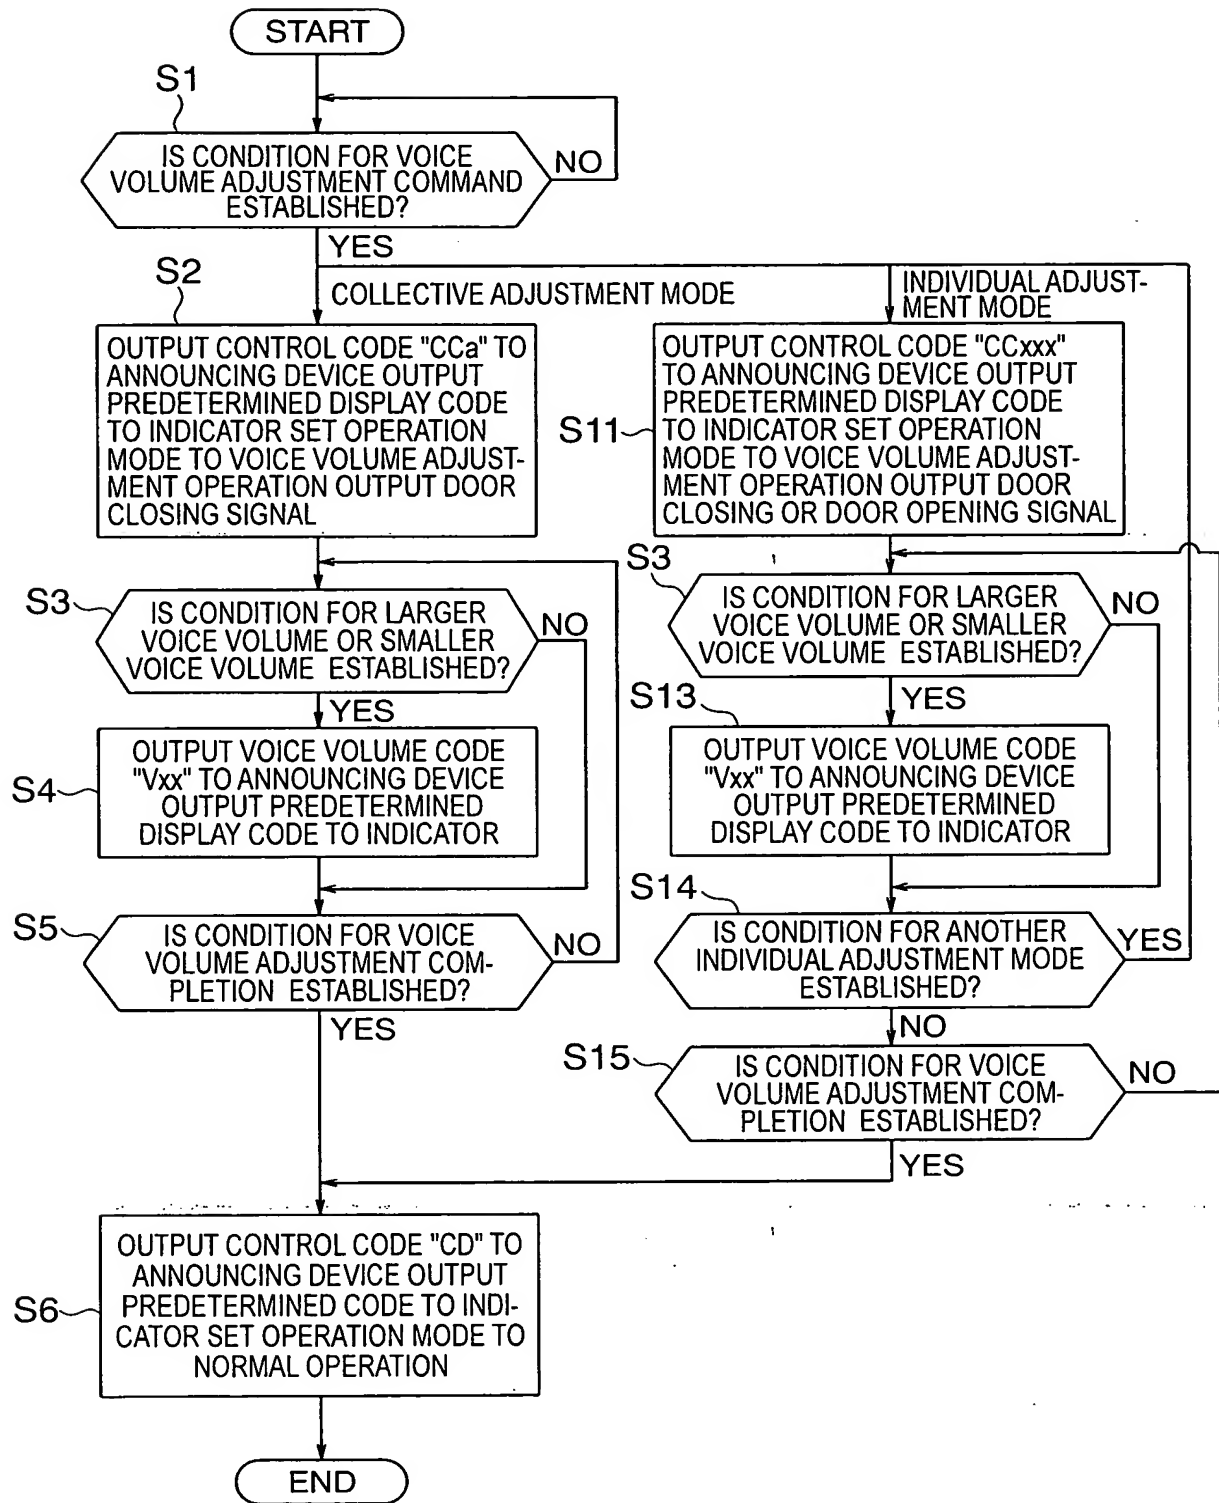 START
S1
IS CONDITION FOR VOICE
VOLUME ADJUSTMENT COMMAND
ESTABLISHED?
NO
YES
S2
COLLECTIVE ADJUSTMENT MODE
INDIVIDUAL ADJUST-
MENT MODE
OUTPUT CONTROL CODE "CCa" TO
ANNOUNCING DEVICE OUTPUT
PREDETERMINED DISPLAY CODE
TO INDICATOR SET OPERATION
MODE TO VOICE VOLUME ADJUST-
MENT OPERATION OUTPUT DOOR
CLOSING SIGNAL
S11
OUTPUT CONTROL CODE "CCxxx"
TO ANNOUNCING DEVICE OUTPUT
PREDETERMINED DISPLAY CODE
TO INDICATOR SET OPERATION
MODE TO VOICE VOLUME ADJUST-
MENT OPERATION OUTPUT DOOR
CLOSING OR DOOR OPENING SIGNAL
S3
IS CONDITION FOR LARGER
VOICE VOLUME OR SMALLER
VOICE VOLUME ESTABLISHED?
NO
YES
S3
IS CONDITION FOR LARGER
VOICE VOLUME OR SMALLER
VOICE VOLUME ESTABLISHED?
NO
YES
S4
OUTPUT VOICE VOLUME CODE
"Vxx" TO ANNOUNCING DEVICE
OUTPUT PREDETERMINED
DISPLAY CODE TO INDICATOR
S13
OUTPUT VOICE VOLUME CODE
"Vxx" TO ANNOUNCING DEVICE
OUTPUT PREDETERMINED
DISPLAY CODE TO INDICATOR
S5
IS CONDITION FOR VOICE
VOLUME ADJUSTMENT COM-
PLETION ESTABLISHED?
NO
YES
S14
IS CONDITION FOR ANOTHER
INDIVIDUAL ADJUSTMENT MODE
ESTABLISHED?
YES
NO
S15
IS CONDITION FOR VOICE
VOLUME ADJUSTMENT COM-
PLETION ESTABLISHED?
NO
YES
S6
OUTPUT CONTROL CODE "CD" TO
ANNOUNCING DEVICE OUTPUT
PREDETERMINED CODE TO INDI-
CATOR SET OPERATION MODE TO
NORMAL OPERATION
END